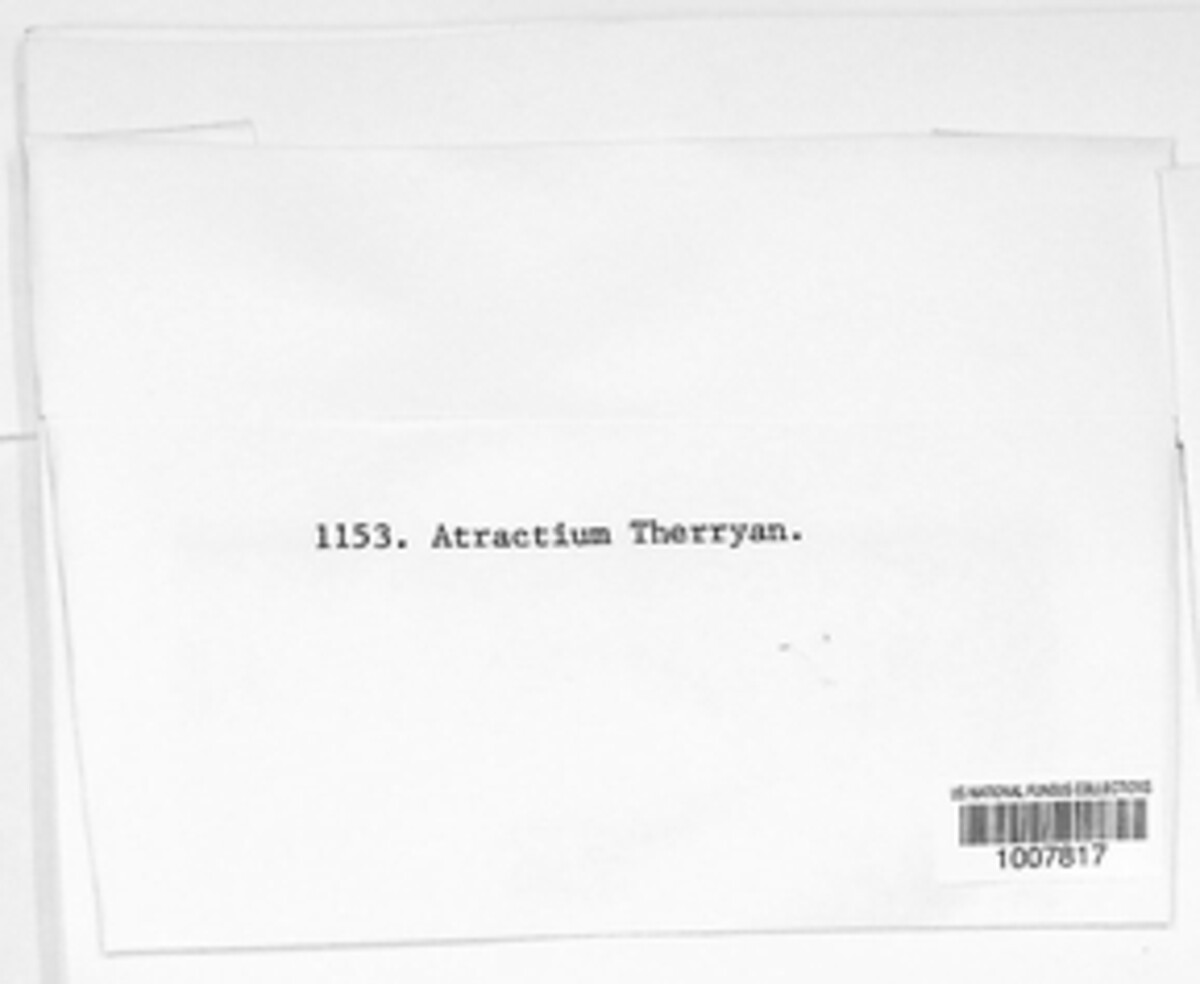 1153. Atractium Therryan.
US NATIONAL FUNGUS COLLECTIONS
1007817